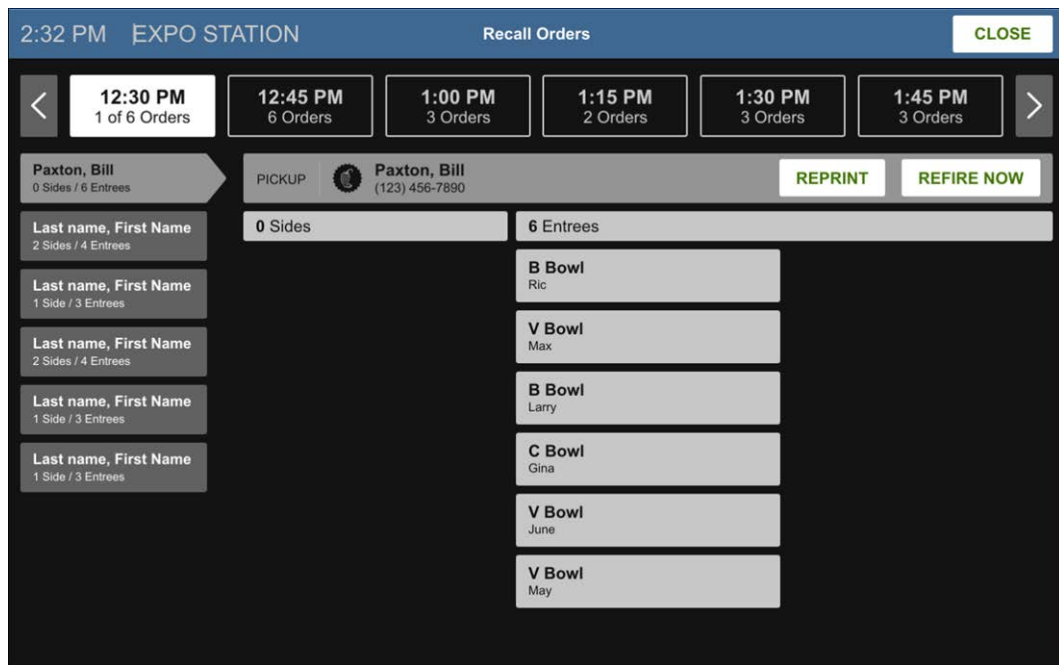 2:32 PM EXPO STATION Recall Orders CLOSE
12:30 PM
1 of 6 Orders
12:45 PM
6 Orders
1:00 PM
3 Orders
1:15 PM
2 Orders
1:30 PM
3 Orders
1:45 PM
3 Orders
Paxton, Bill
0 Sides / 6 Entrees
Last name, First Name
2 Sides / 4 Entrees
Last name, First Name
1 Side / 3 Entrees
Last name, First Name
2 Sides / 4 Entrees
Last name, First Name
1 Side / 3 Entrees
Last name, First Name
1 Side / 3 Entrees
PICKUP
Paxton, Bill
(123) 456-7890
REPRINT
REFIRE NOW
0 Sides
6 Entrees
B Bowl
Ric
V Bowl
Max
B Bowl
Larry
C Bowl
Gina
V Bowl
June
V Bowl
May